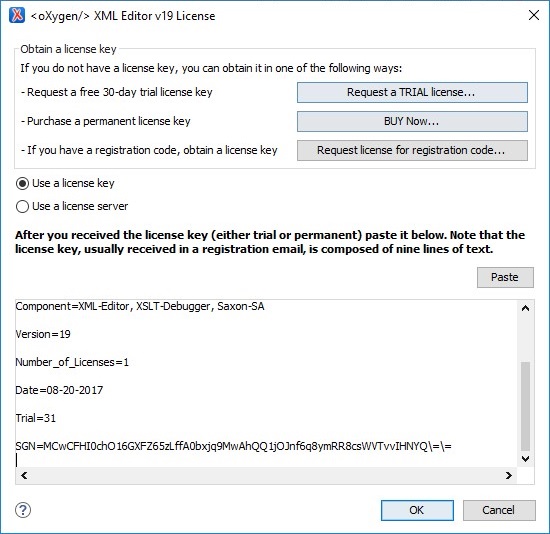 <oXygen/> XML Editor v19 License
Obtain a license key
If you do not have a license key, you can obtain it in one of the following ways:
- Request a free 30-day trial license key
Request a TRIAL license...
- Purchase a permanent license key
BUY Now...
- If you have a registration code, obtain a license key
Request license for registration code...
Use a license key
Use a license server
After you received the license key (either trial or permanent) paste it below. Note that the
license key, usually received in a registration email, is composed of nine lines of text.
Paste
Component=XML-Editor, XSLT-Debugger, Saxon-SA
Version=19
Number_of_Licenses=1
Date=08-20-2017
Trial=31
SGN=MCwCFHI0chO16GXFZ65zLffA0bxjq9MwAhQQ1jOJnf6q8ymRR8csWVTvvIHNYQ\=\=
?
OK
Cancel